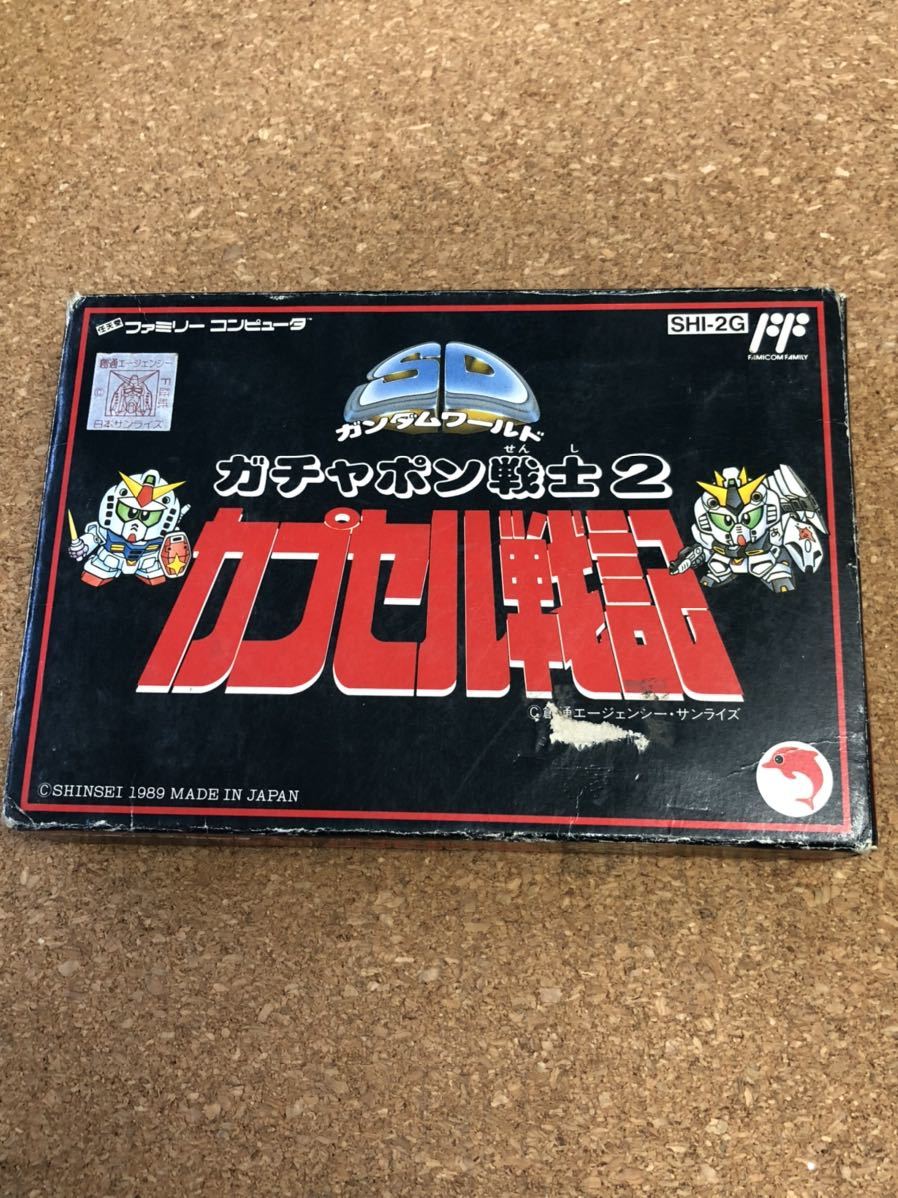 任天堂 ファミリー コンピュータ™
SHI-2G
FF
FAMICOM FAMILY
創通エージェンシー
©
日本サンライズ
SD
ガンダムワールド
せんし
ガチャポン戦士2
カプセル戦記
©創通エージェンシー・サンライズ
©SHINSEI 1989 MADE IN JAPAN